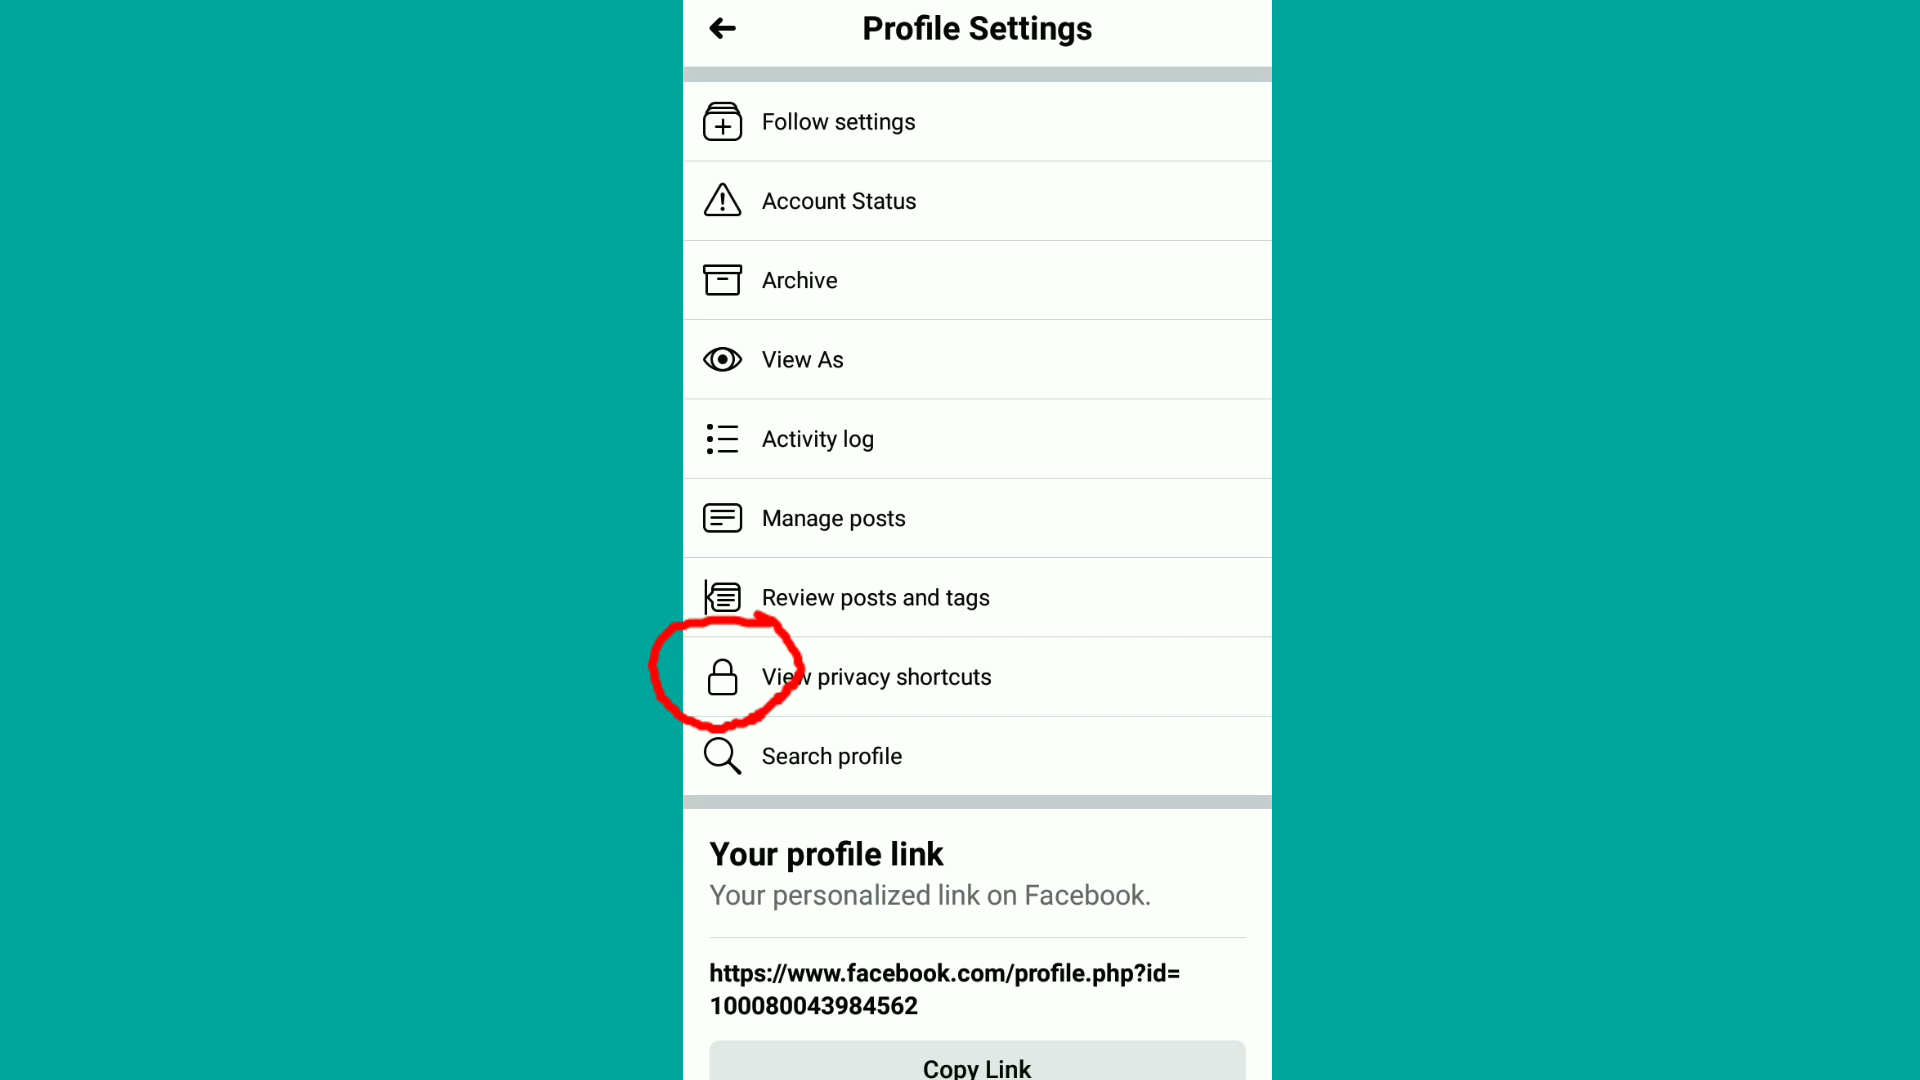 Profile Settings
Follow settings
Account Status
Archive
View As
Activity log
Manage posts
Review posts and tags
View privacy shortcuts
Search profile
Your profile link
Your personalized link on Facebook.
https://www.facebook.com/profile.php?id=
100080043984562
Copy Link